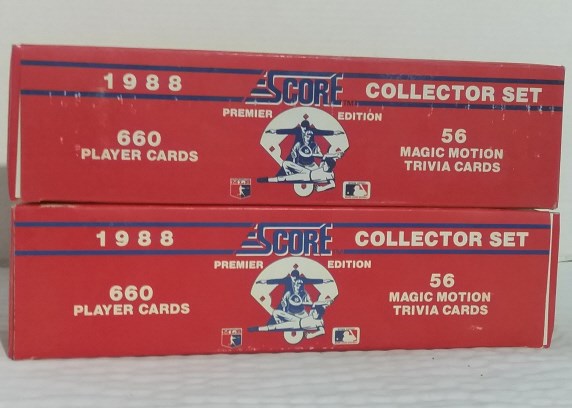 1988 SCORE COLLECTOR SET
PREMIER EDITION
660 56
PLAYER CARDS MAGIC MOTION
TRIVIA CARDS
1988 SCORE COLLECTOR SET
PREMIER EDITION
660 56
PLAYER CARDS MAGIC MOTION
TRIVIA CARDS